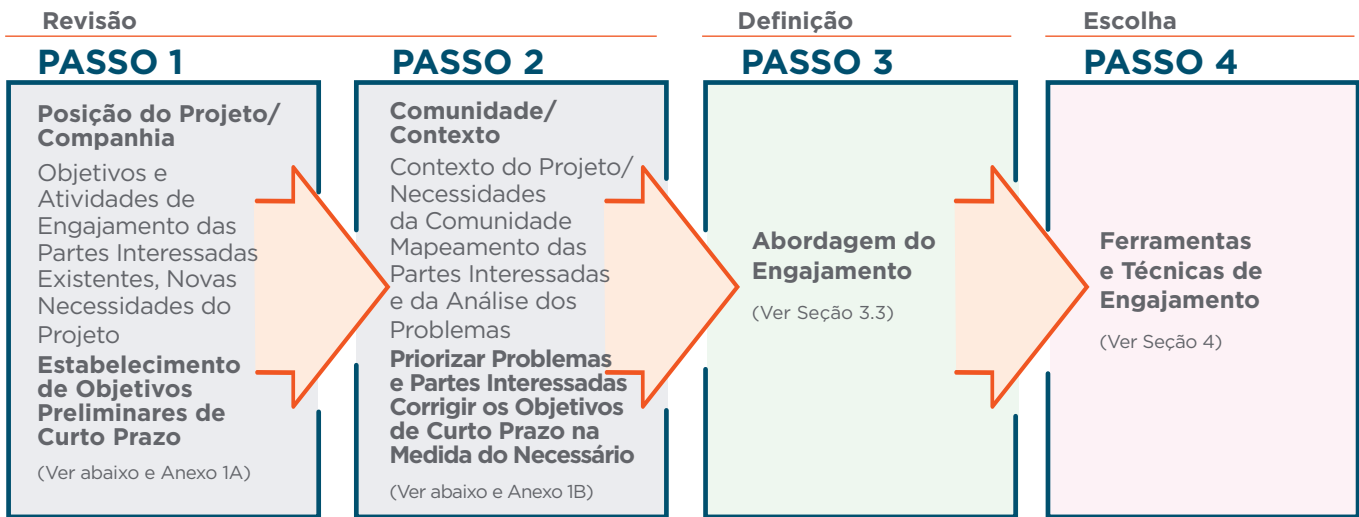 Revisão
PASSO 1
Posição do Projeto/
Companhia
Objetivos e
Atividades de
Engajamento das
Partes Interessadas
Existentes, Novas
Necessidades do
Projeto
Estabelecimento
de Objetivos
Preliminares de
Curto Prazo
(Ver abaixo e Anexo 1A)
PASSO 2
Comunidade/
Contexto
Contexto do Projeto/
Necessidades
da Comunidade
Mapeamento das
Partes Interessadas
e da Análise dos
Problemas
Priorizar Problemas
e Partes Interessadas
Corrigir os Objetivos
de Curto Prazo na
Medida do Necessário
(Ver abaixo e Anexo 1B)
Definição
PASSO 3
Abordagem do
Engajamento
(Ver Seção 3.3)
Escolha
PASSO 4
Ferramentas
e Técnicas de
Engajamento
(Ver Seção 4)